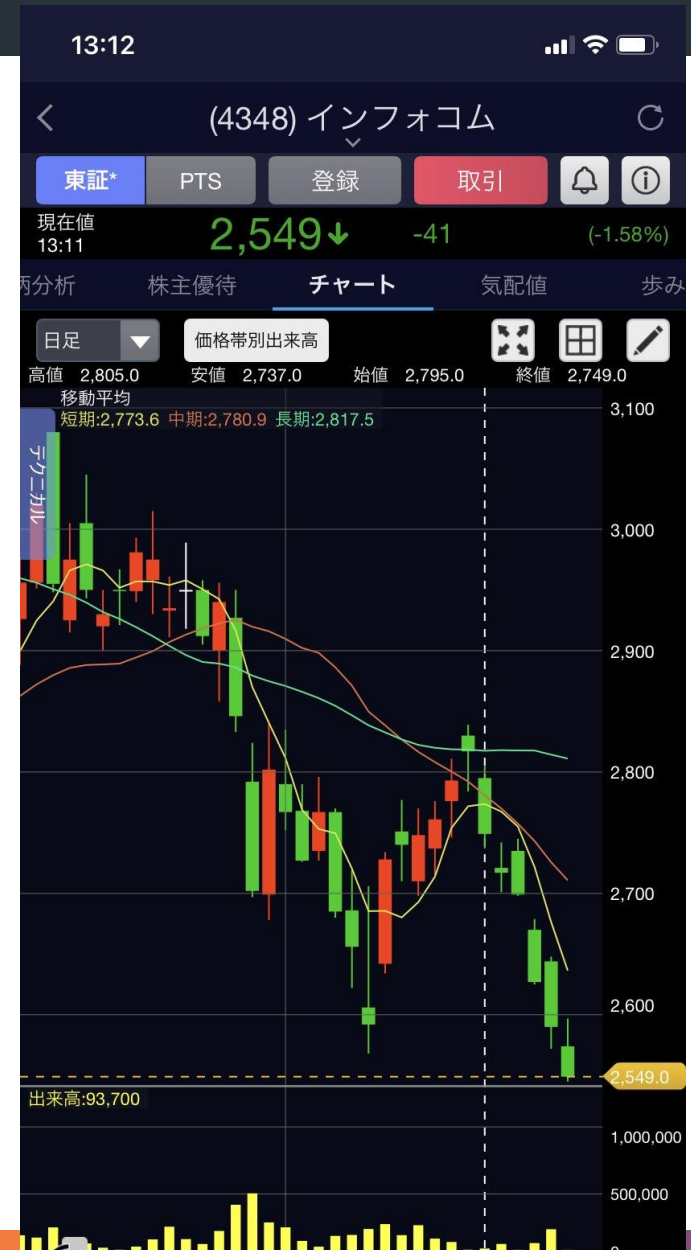 13:12
(4348) インフォコム
東証* PTS 登録 取引
現在値 13:11 2,549↓ -41 (-1.58%)
柄分析 株主優待 チャート 気配値 歩み
日足 価格帯別出来高
高値 2,805.0 安値 2,737.0 始値 2,795.0 終値 2,749.0
移動平均
短期:2,773.6 中期:2,780.9 長期:2,817.5
テクニカル
3,100
3,000
2,900
2,800
2,700
2,600
2,549.0
出来高:93,700
1,000,000
500,000
0